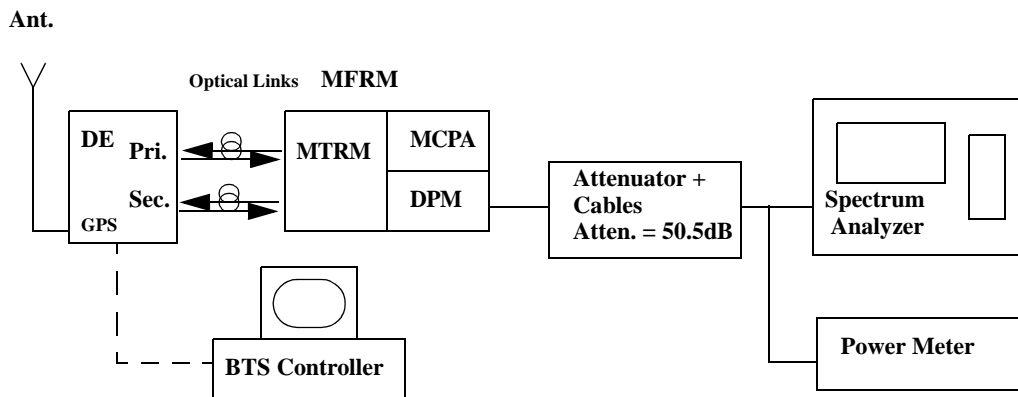 Ant.
Optical Links MFRM
DE
Pri.
MTRM
MCPA
Sec.
DPM
GPS
Attenuator +
Cables
Atten. = 50.5dB
Spectrum
Analyzer
BTS Controller
Power Meter